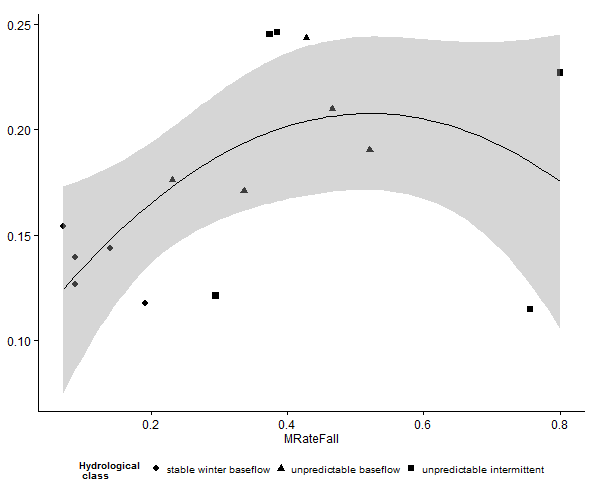 0.25
0.20
0.15
0.10
0.2 0.4 0.6 0.8
MRateFall
Hydrological
class
stable winter baseflow unpredictable baseflow unpredictable intermittent